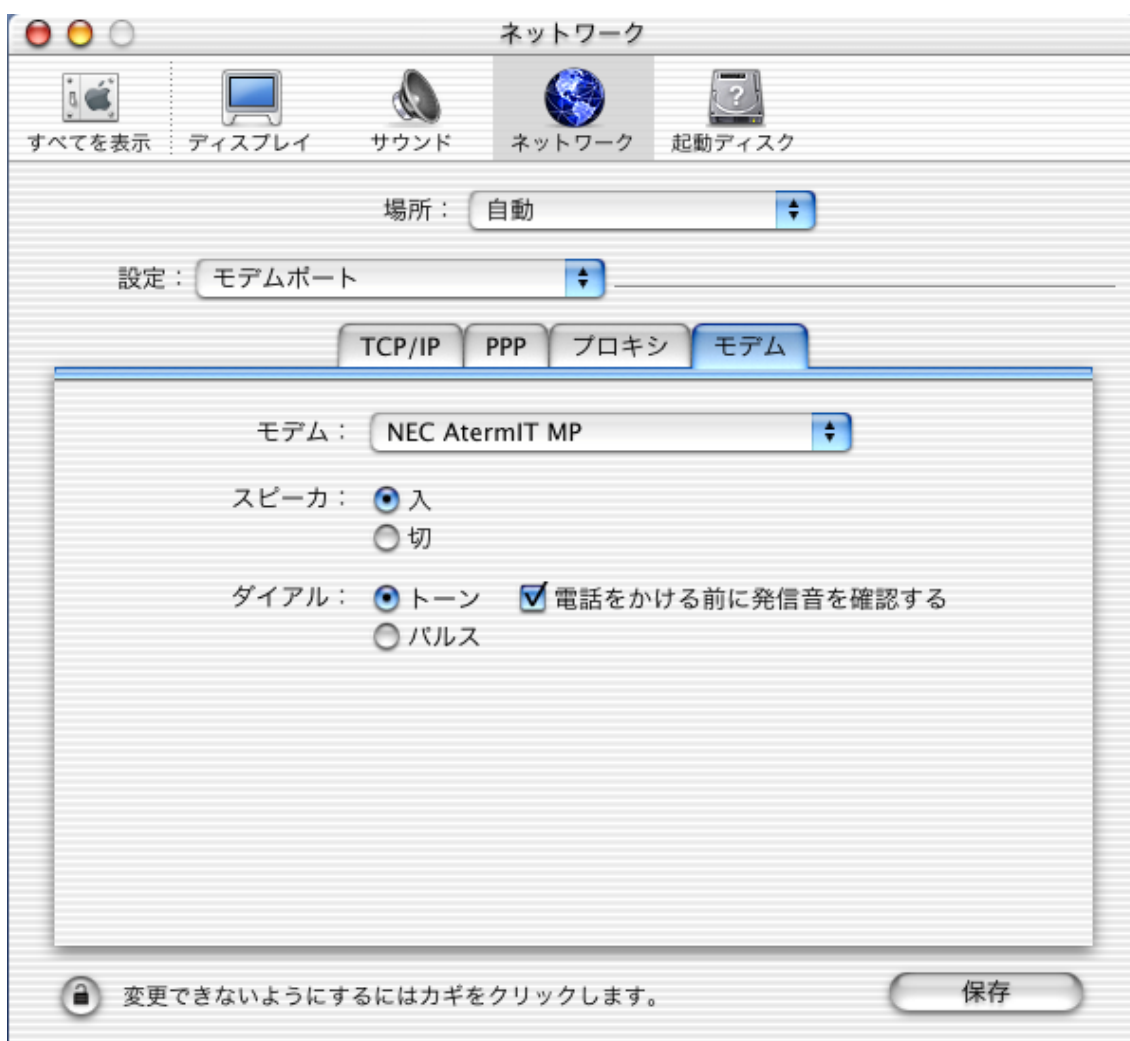 ネットワーク
すべてを表示 ディスプレイ サウンド ネットワーク 起動ディスク
場所： 自動
設定： モデムポート
TCP/IP PPP プロキシ モデム
モデム： NEC AtermIT MP
スピーカ： 入
切
ダイアル： トーン 電話をかける前に発信音を確認する
パルス
変更できないようにするにはカギをクリックします。 保存